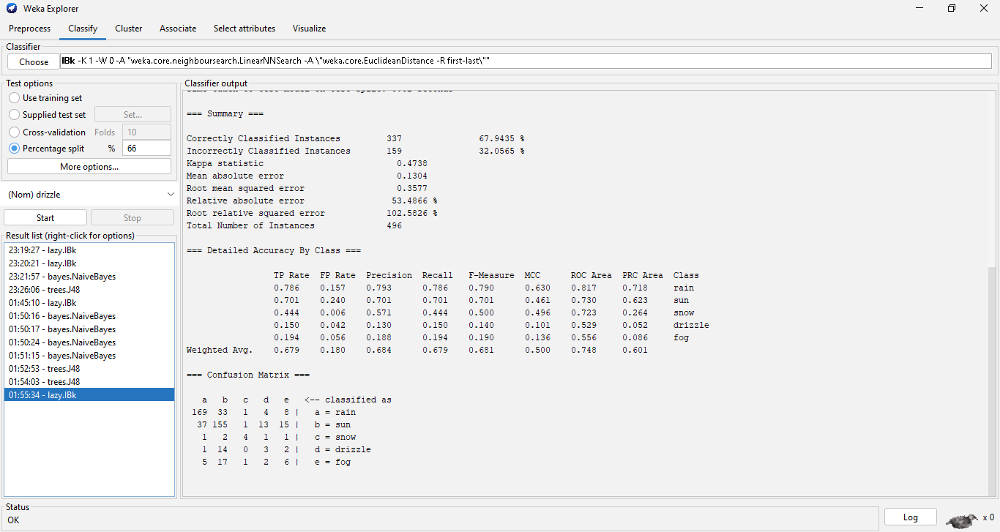 Weka Explorer
Preprocess Classify Cluster Associate Select attributes Visualize
Classifier
Choose IBk -K 1 -W 0 -A "weka.core.neighboursearch.LinearNNSearch -A \"weka.core.EuclideanDistance -R first-last\""
Test options
Use training set
Supplied test set Set...
Cross-validation Folds 10
Percentage split % 66
More options...
(Nom) drizzle
Start Stop
Result list (right-click for options)
23:19:27 - lazy.IBk
23:20:21 - lazy.IBk
23:21:57 - bayes.NaiveBayes
23:26:06 - trees.J48
01:45:10 - lazy.IBk
01:50:16 - bayes.NaiveBayes
01:50:17 - bayes.NaiveBayes
01:50:24 - bayes.NaiveBayes
01:51:15 - bayes.NaiveBayes
01:52:53 - trees.J48
01:54:03 - trees.J48
01:55:34 - lazy.IBk
Classifier output
=== Summary ===
Correctly Classified Instances 337 67.9435 %
Incorrectly Classified Instances 159 32.0565 %
Kappa statistic 0.4738
Mean absolute error 0.1304
Root mean squared error 0.3577
Relative absolute error 53.4866 %
Root relative squared error 102.5826 %
Total Number of Instances 496
=== Detailed Accuracy By Class ===
TP Rate FP Rate Precision Recall F-Measure MCC ROC Area PRC Area Class
0.786 0.157 0.793 0.786 0.790 0.630 0.817 0.718 rain
0.701 0.240 0.701 0.701 0.701 0.461 0.730 0.623 sun
0.444 0.006 0.571 0.444 0.500 0.496 0.723 0.264 snow
0.150 0.042 0.130 0.150 0.140 0.101 0.529 0.052 drizzle
0.194 0.056 0.188 0.194 0.190 0.136 0.556 0.086 fog
Weighted Avg. 0.679 0.180 0.684 0.679 0.681 0.500 0.748 0.601
=== Confusion Matrix ===
a b c d e <-- classified as
169 33 1 4 8 | a = rain
37 155 1 13 15 | b = sun
1 2 4 1 1 | c = snow
1 14 0 3 2 | d = drizzle
5 17 1 2 6 | e = fog
Status
OK
Log x 0